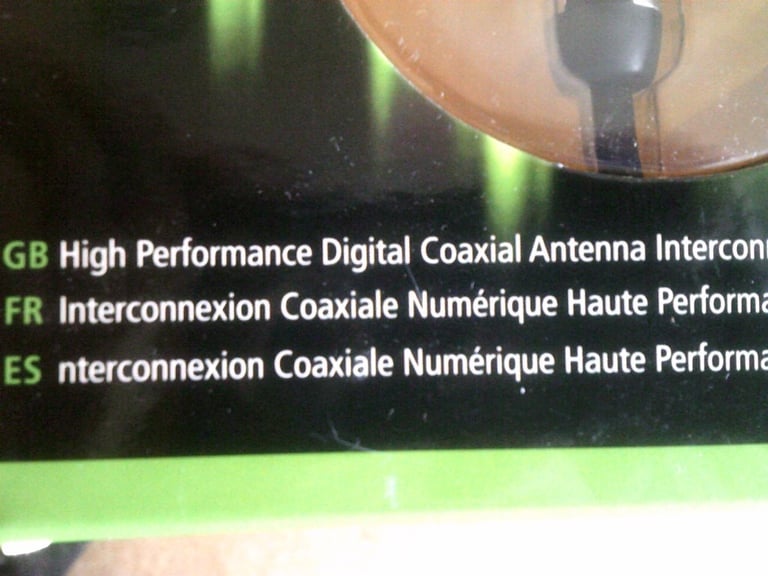 GB High Performance Digital Coaxial Antenna Interconn
FR Interconnexion Coaxiale Numérique Haute Performa
ES nterconnexion Coaxiale Numérique Haute Performa